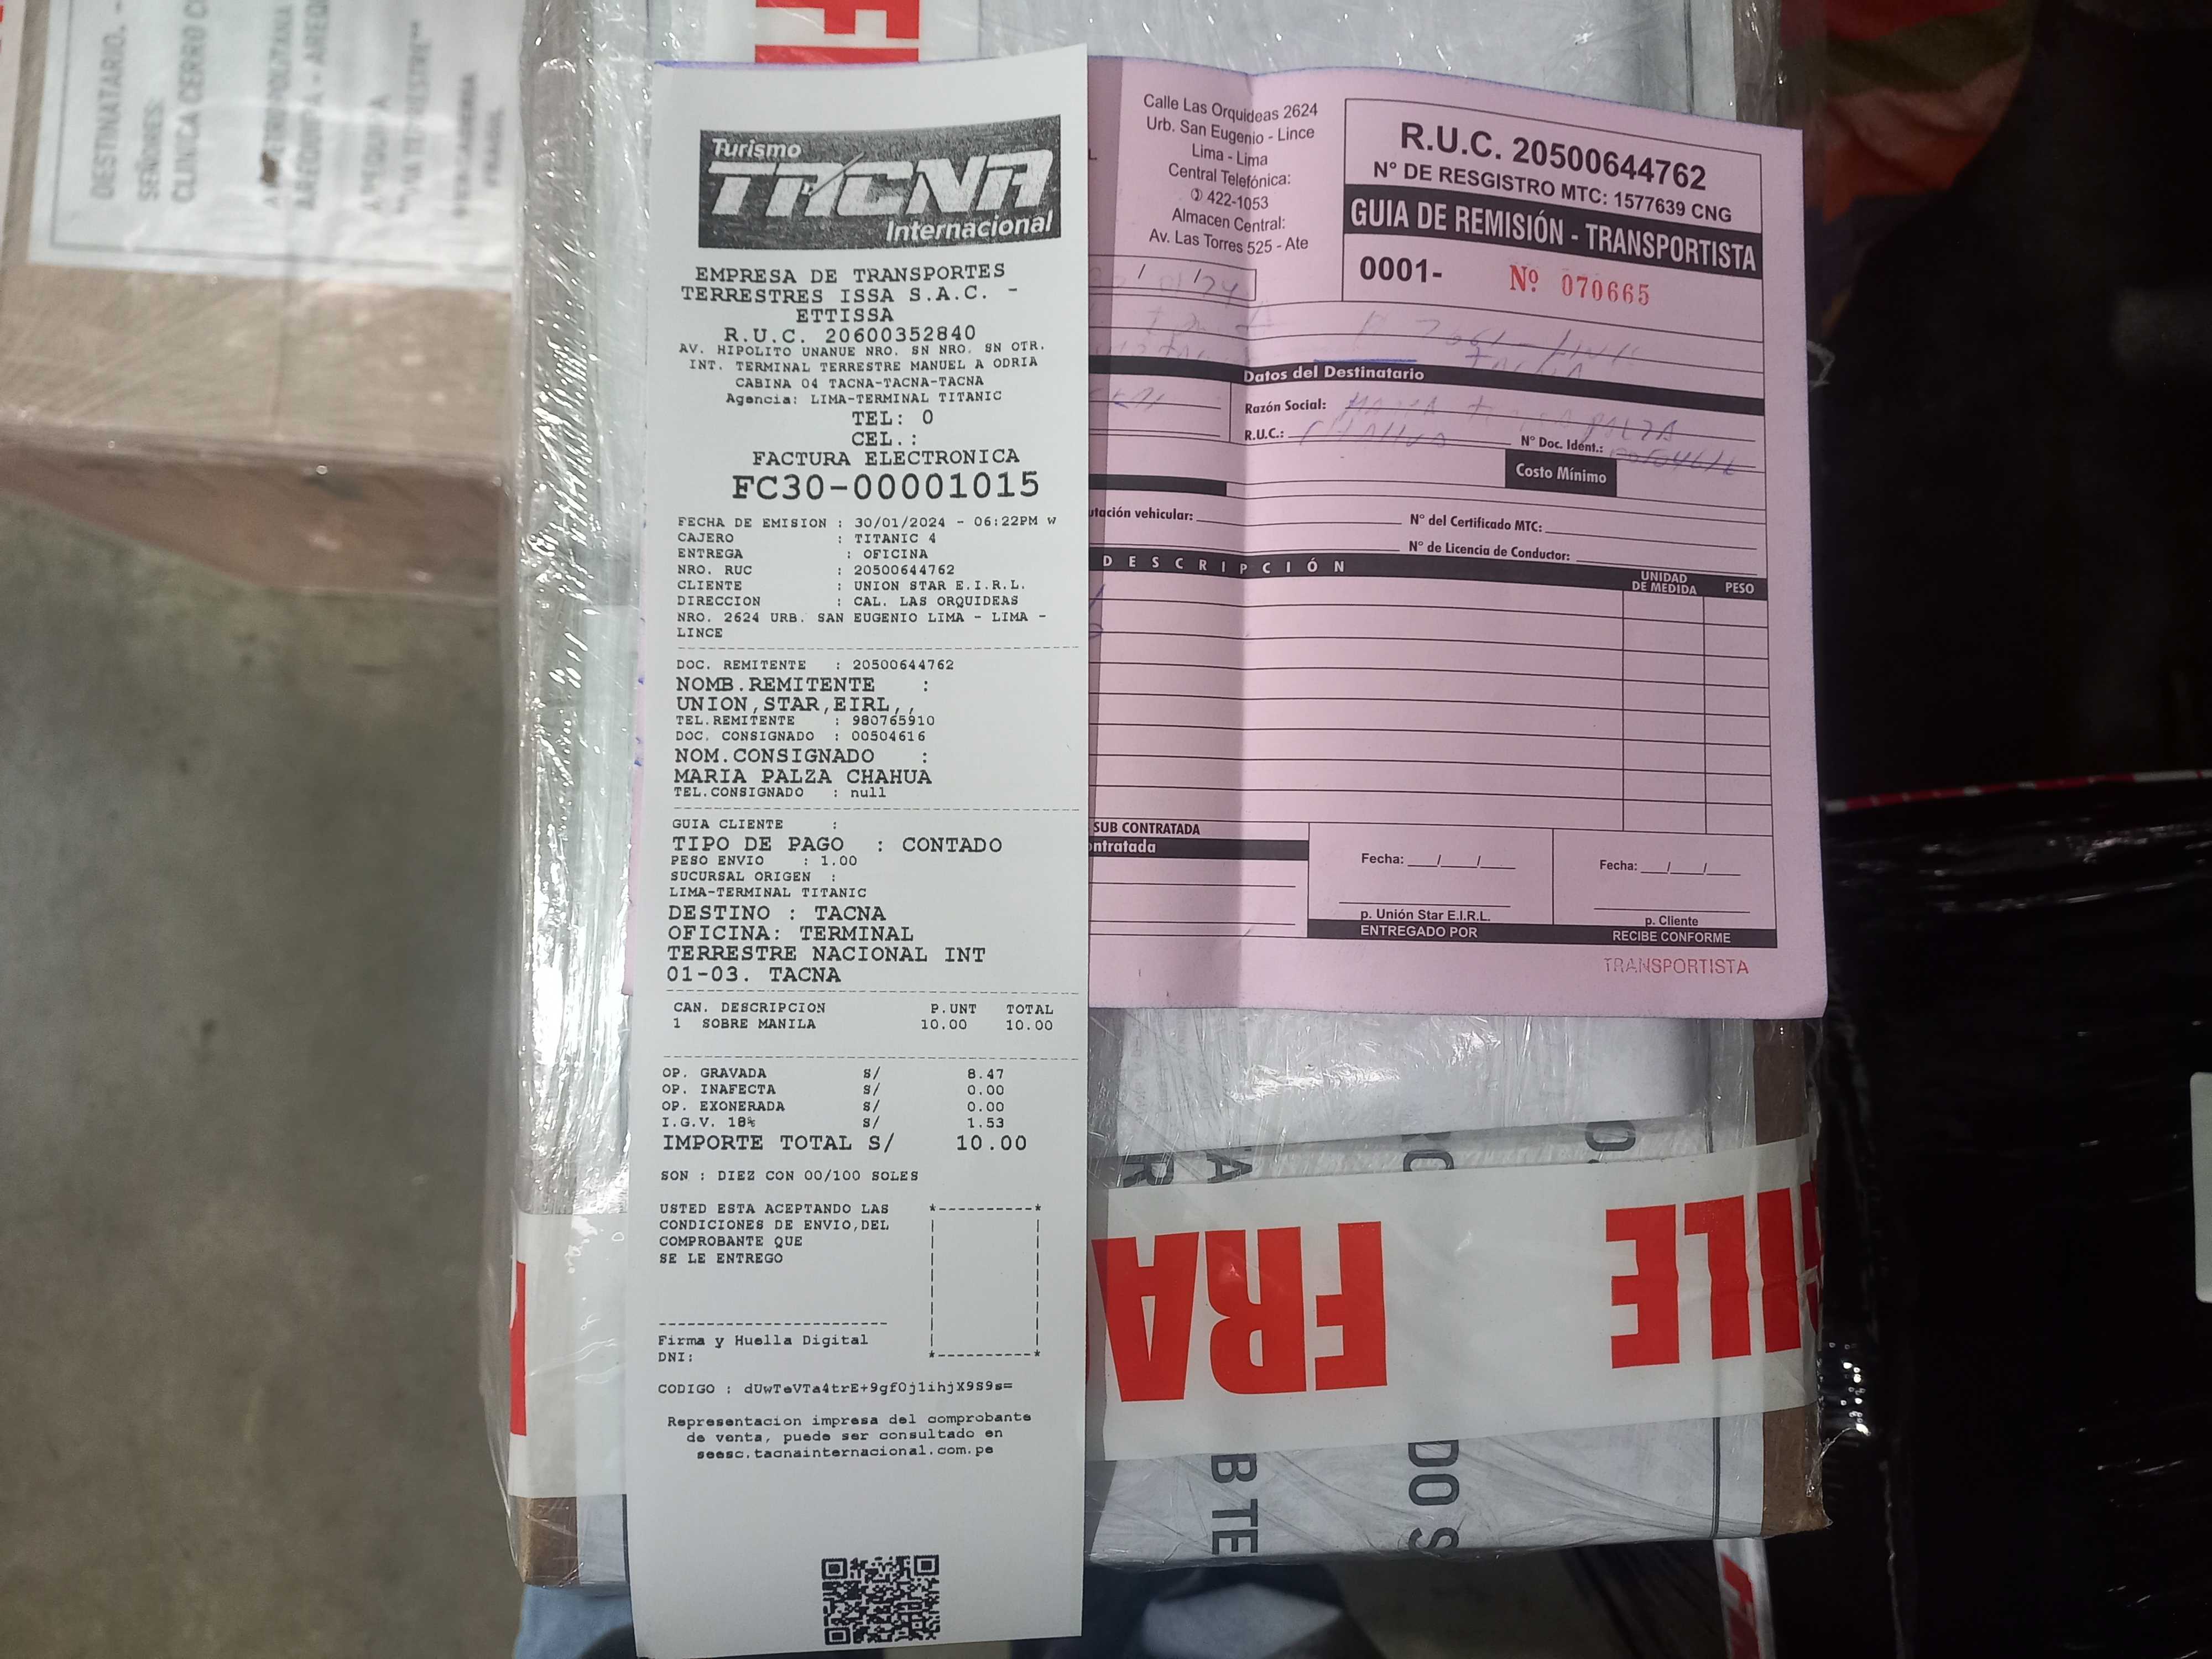 DESTINATARIO.
SEÑORES:
CLINICA CERRO
AREQUIPA
FRAGIL
Turismo
TACNA
Internacional
EMPRESA DE TRANSPORTES
TERRESTRES ISSA S.A.C. -
ETTISSA
R.U.C. 20600352840
AV. HIPOLITO UNANUE NRO. SN NRO. SN OTR.
INT. TERMINAL TERRESTRE MANUEL A ODRIA
CABINA 04 TACNA-TACNA-TACNA
Agencia: LIMA-TERMINAL TITANIC
TEL: 0
CEL.:
FACTURA ELECTRONICA
FC30-00001015
FECHA DE EMISION : 30/01/2024 - 06:22PM W
CAJERO : TITANIC 4
ENTREGA : OFICINA
NRO. RUC : 20500644762
CLIENTE : UNION STAR E.I.R.L.
DIRECCION : CAL. LAS ORQUIDEAS
NRO. 2624 URB. SAN EUGENIO LIMA - LIMA -
LINCE
DOC. REMITENTE : 20500644762
NOMB.REMITENTE :
UNION,STAR,EIRL,,
TEL.REMITENTE : 980765910
DOC. CONSIGNADO : 00504616
NOM.CONSIGNADO :
MARIA PALZA CHAHUA
TEL.CONSIGNADO : null
GUIA CLIENTE :
TIPO DE PAGO : CONTADO
PESO ENVIO : 1.00
SUCURSAL ORIGEN :
LIMA-TERMINAL TITANIC
DESTINO : TACNA
OFICINA: TERMINAL
TERRESTRE NACIONAL INT
01-03. TACNA
CAN. DESCRIPCION P.UNT TOTAL
1 SOBRE MANILA 10.00 10.00
OP. GRAVADA S/ 8.47
OP. INAFECTA S/ 0.00
OP. EXONERADA S/ 0.00
I.G.V. 18% S/ 1.53
IMPORTE TOTAL S/ 10.00
SON : DIEZ CON 00/100 SOLES
USTED ESTA ACEPTANDO LAS
CONDICIONES DE ENVIO,DEL
COMPROBANTE QUE
SE LE ENTREGO
Firma y Huella Digital
DNI:
CODIGO : dUwTeVTa4trE+9gf0j1ihjX9S9s=
Representacion impresa del comprobante
de venta, puede ser consultado en
seesc.tacnainternacional.com.pe
Calle Las Orquideas 2624
Urb. San Eugenio - Lince
Lima - Lima
Central Telefónica:
422-1053
Almacen Central:
Av. Las Torres 525 - Ate
R.U.C. 20500644762
N° DE RESGISTRO MTC: 1577639 CNG
GUIA DE REMISIÓN - TRANSPORTISTA
0001- Nº 070665
Datos del Destinatario
Razón Social: PALZA
R.U.C.: N° Doc. Ident.:
Costo Mínimo
vehicular: N° del Certificado MTC:
N° de Licencia de Conductor:
DESCRIPCIÓN UNIDAD DE MEDIDA PESO
SUB CONTRATADA
Fecha: __/__/__ Fecha: __/__/__
p. Unión Star E.I.R.L. p. Cliente
ENTREGADO POR RECIBE CONFORME
TRANSPORTISTA